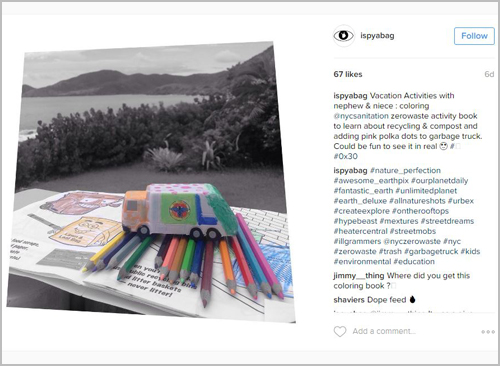 ispyabag
Follow
67 likes
6d
ispyabag Vacation Activities with
nephew & niece : coloring
@nycsanitation zerowaste activity book
to learn about recycling & compost and
adding pink polka dots to garbage truck.
Could be fun to see it in real 😍 #
#0x30
ispyabag #nature_perfection
#awesome_earthpix #ourplanetdaily
#fantastic_earth #unlimitedplanet
#earth_deluxe #allnatureshots #urbex
#createexplore #ontherooftops
#hypebeast #mextures #streetdreams
#heatercentral #streetmobs
#illgrammers @nyczerowaste #nyc
#zerowaste #trash #garbagetruck #kids
#environmental #education
jimmy__thing Where did you get this
coloring book ?
shaviers Dope feed
Add a comment...
public recycling
and litter baskets
never litter!